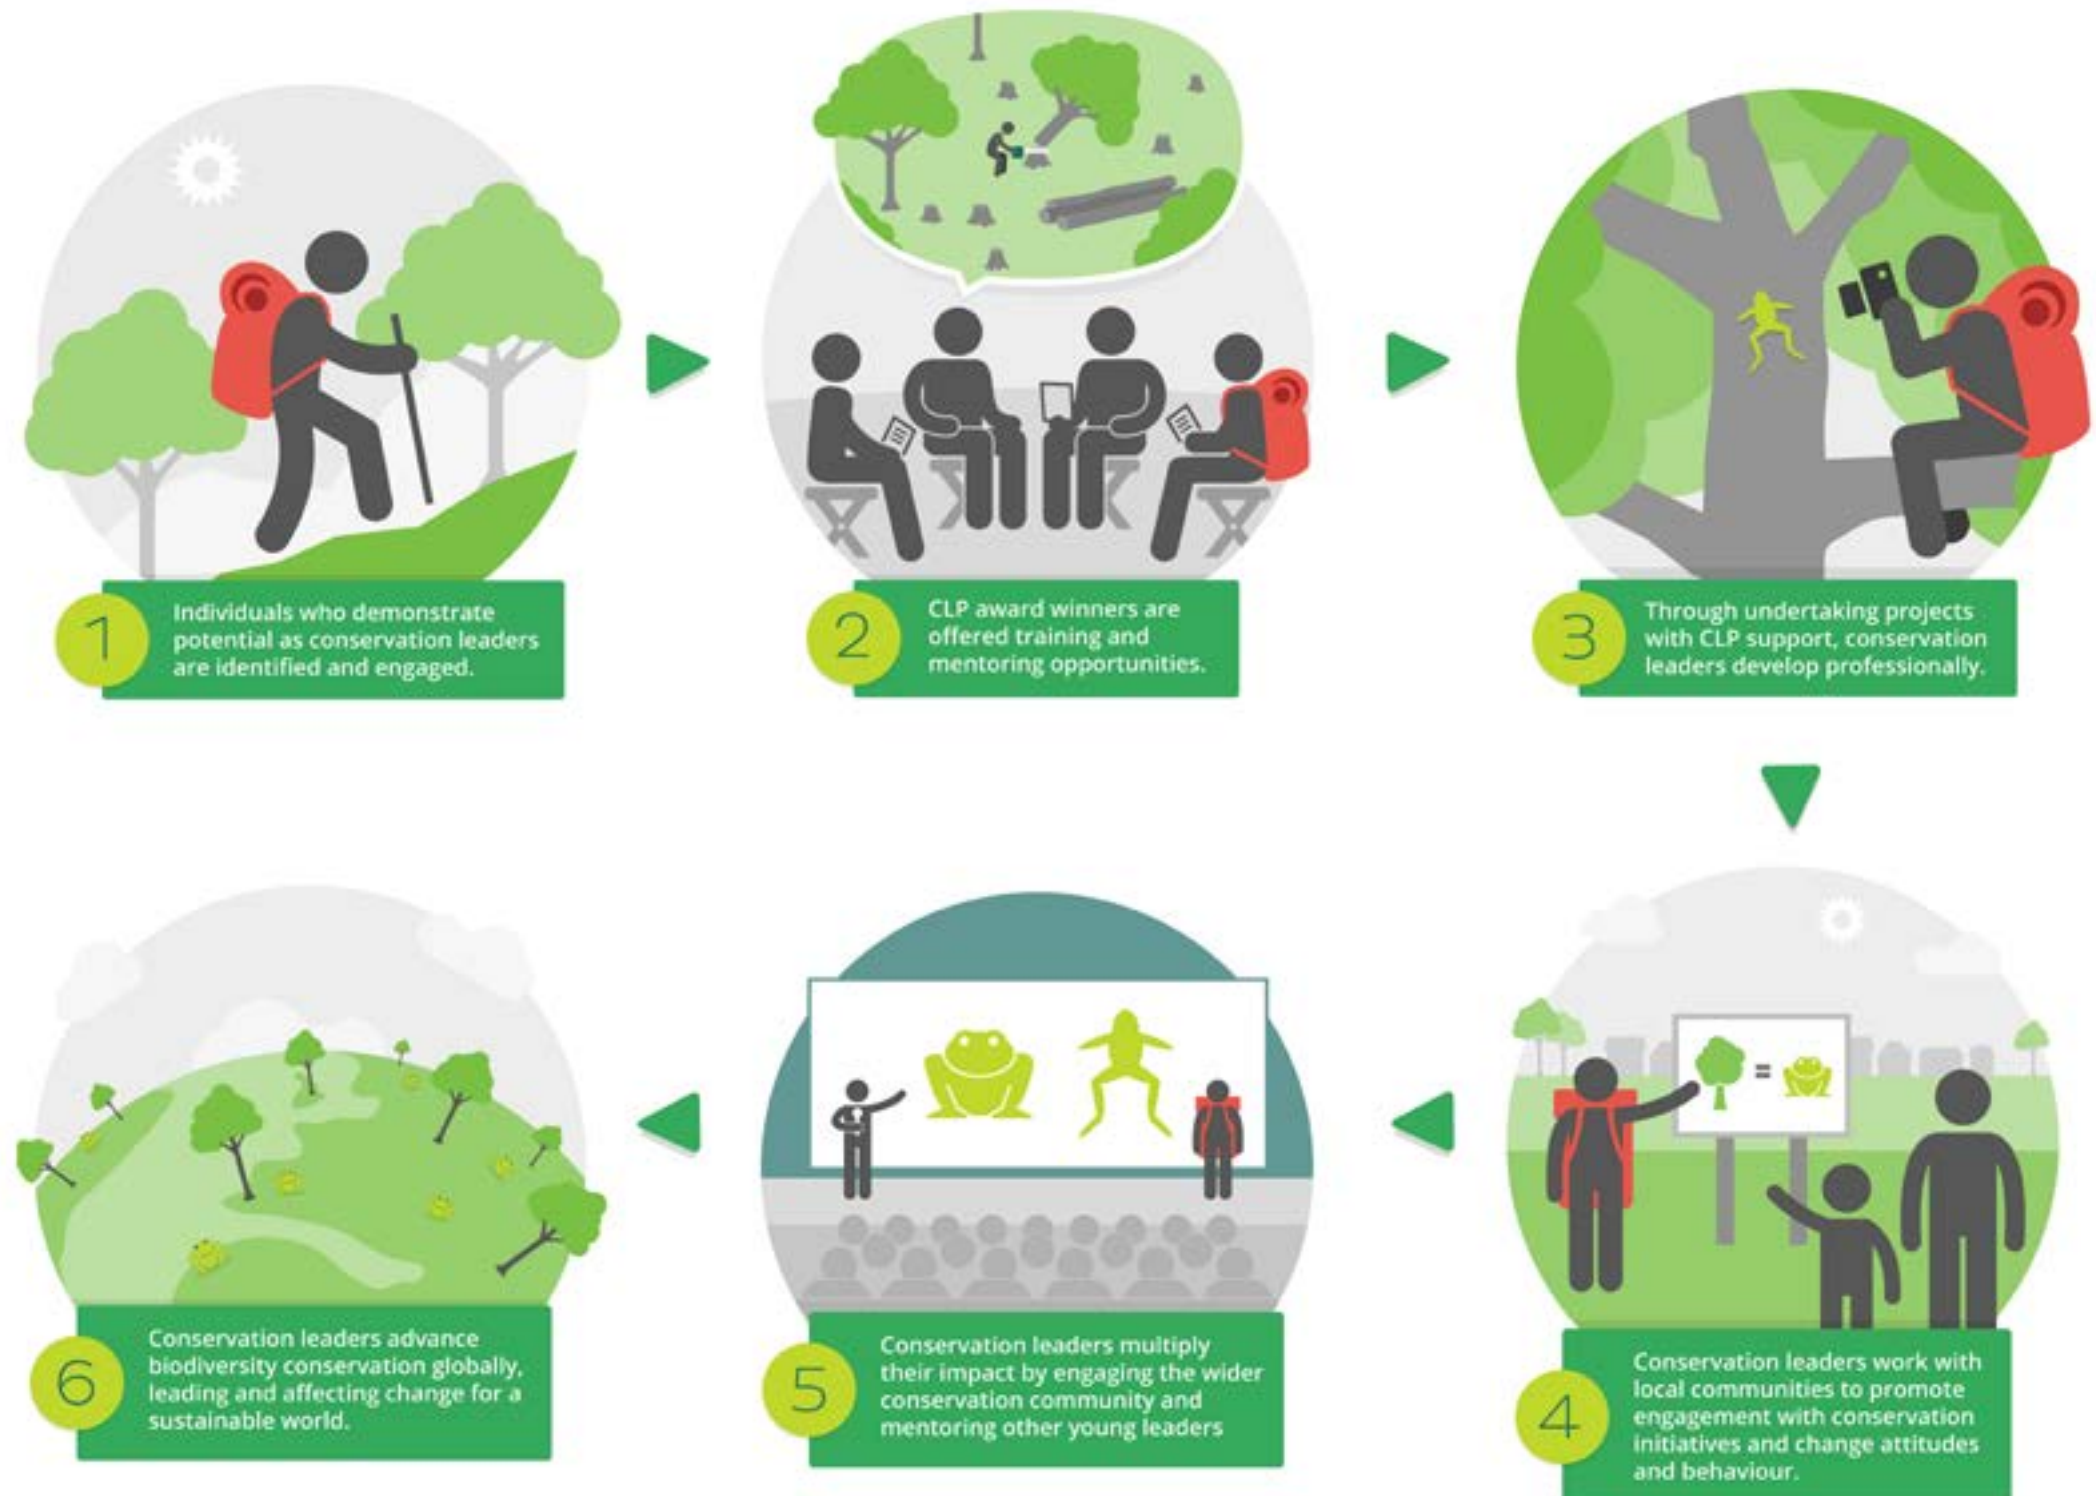 1
Individuals who demonstrate
potential as conservation leaders
are identified and engaged.
2
CLP award winners are
offered training and
mentoring opportunities.
3
Through undertaking projects
with CLP support, conservation
leaders develop professionally.
=
4
Conservation leaders work with
local communities to promote
engagement with conservation
initiatives and change attitudes
and behaviour.
5
Conservation leaders multiply
their impact by engaging the wider
conservation community and
mentoring other young leaders
6
Conservation leaders advance
biodiversity conservation globally,
leading and affecting change for a
sustainable world.